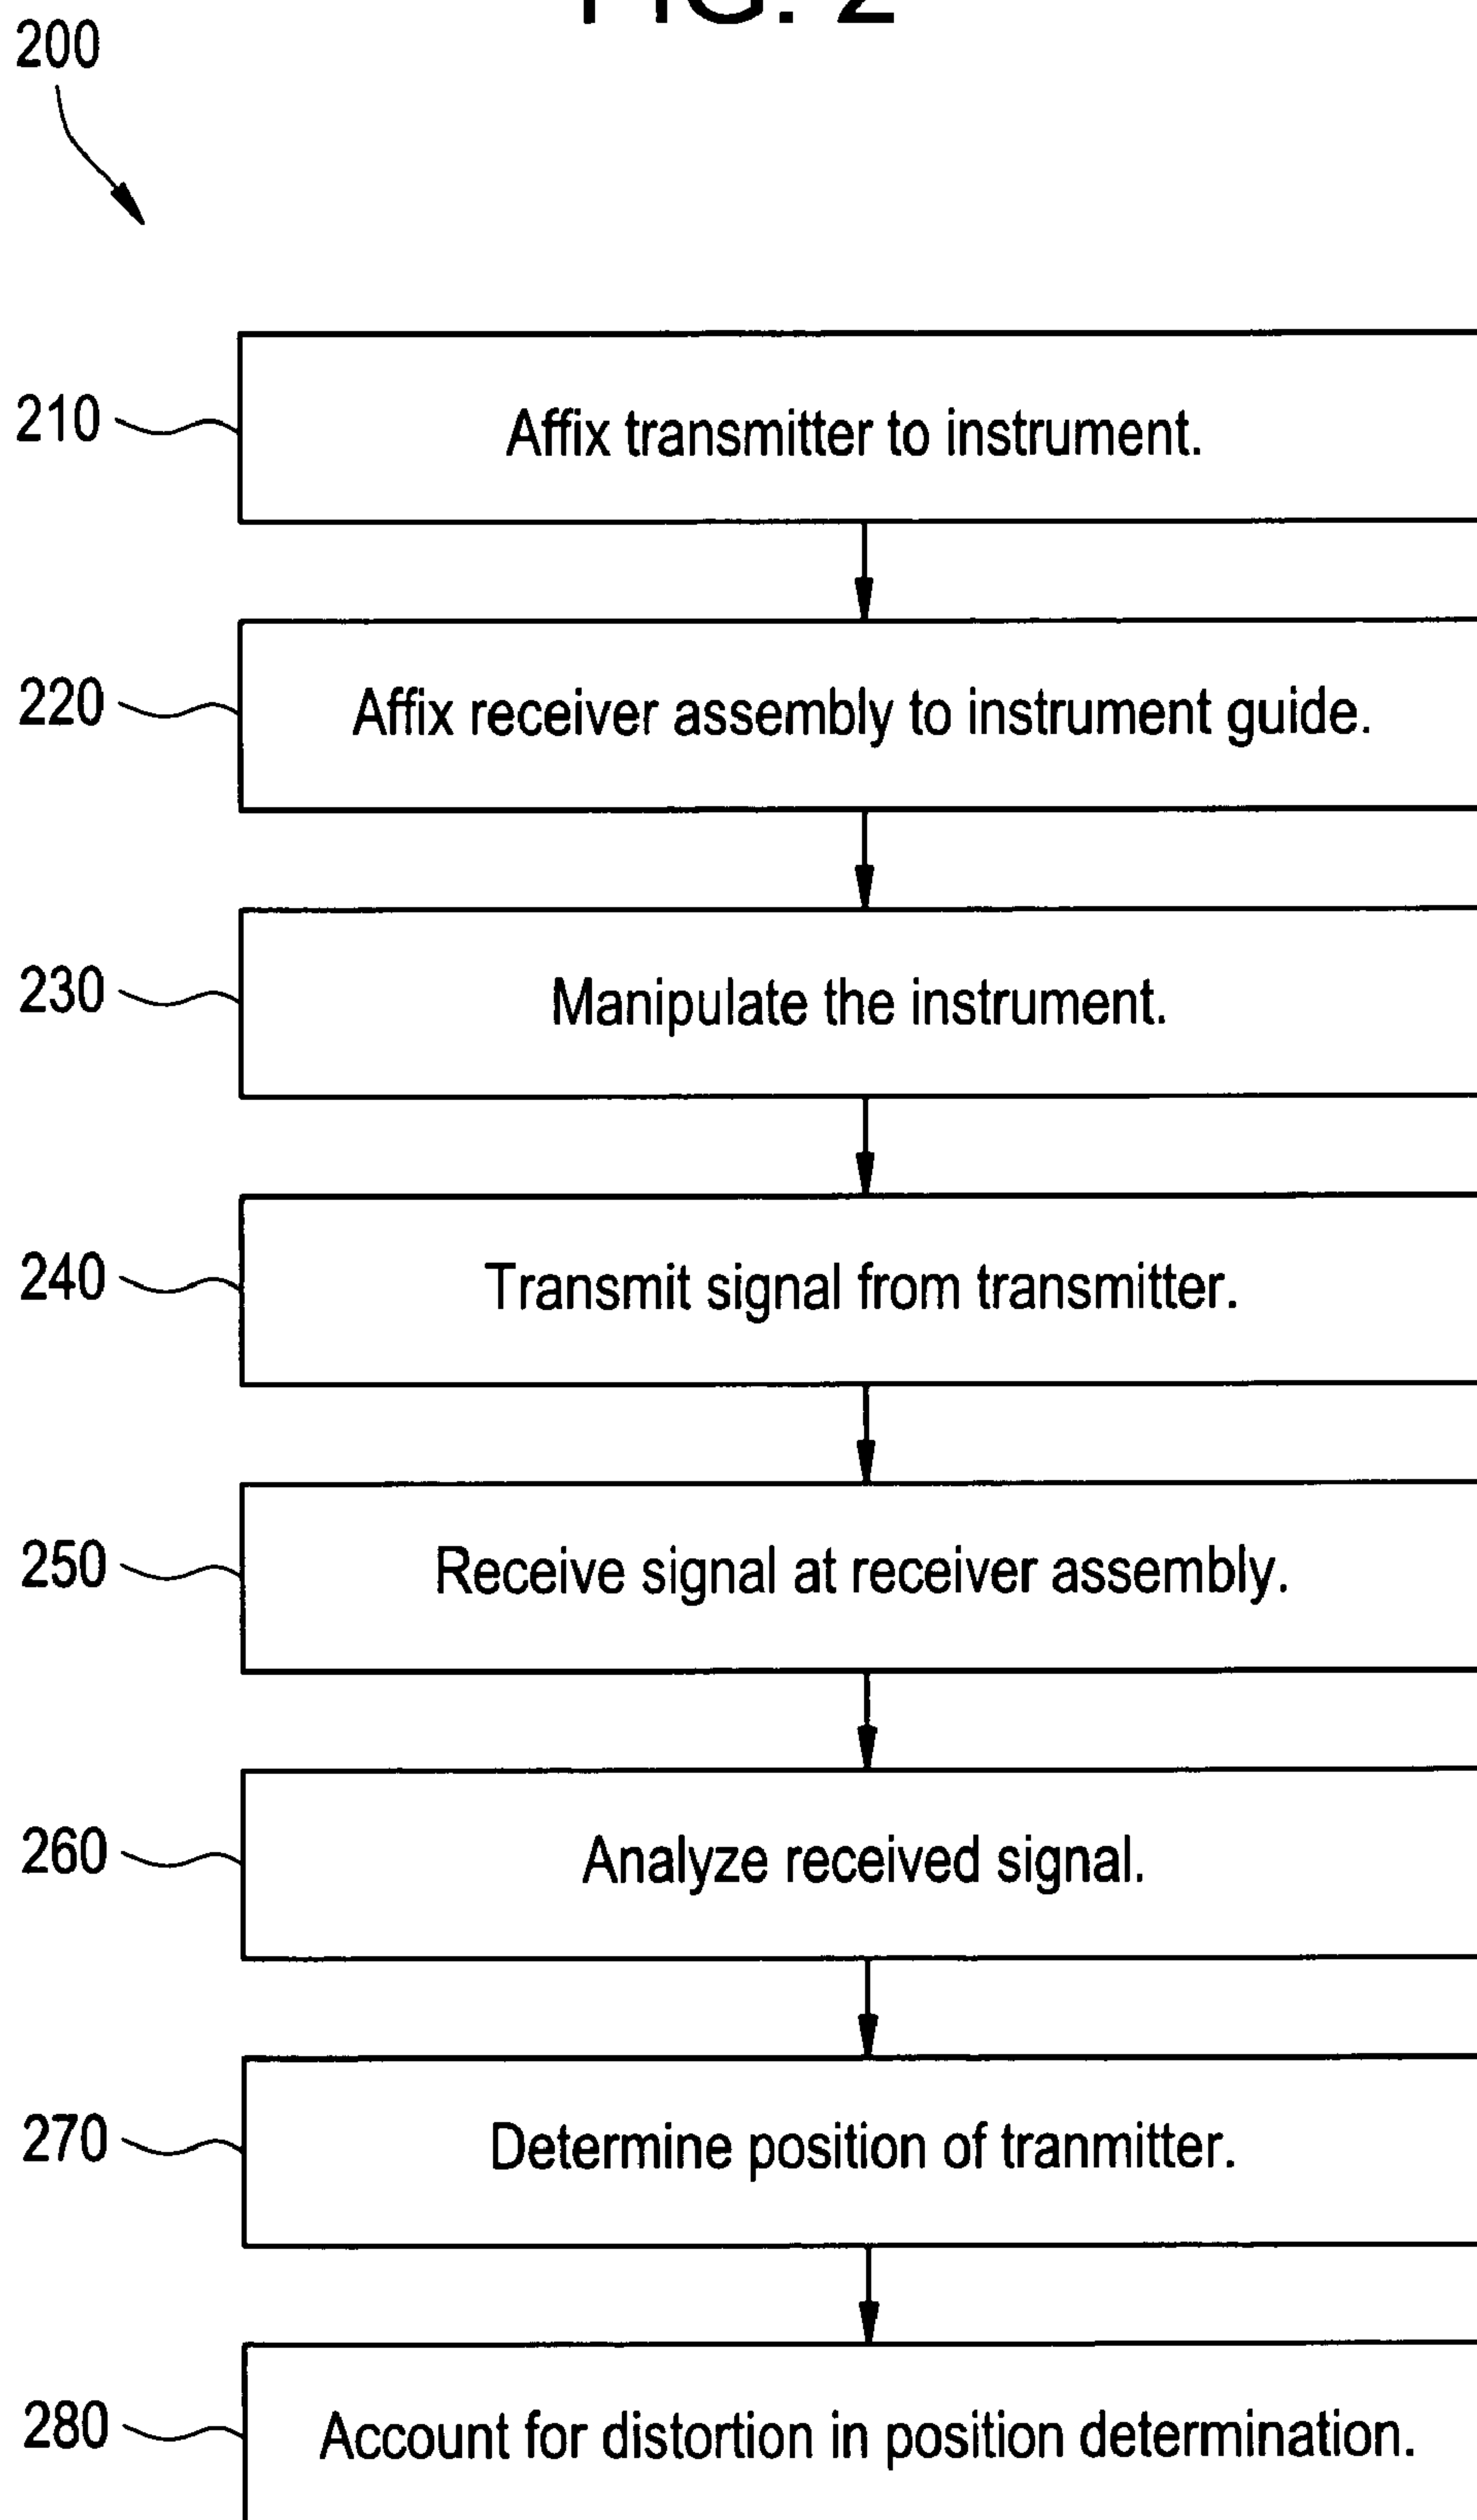 FIG. 2
200
210 Affix transmitter to instrument.
220 Affix receiver assembly to instrument guide.
230 Manipulate the instrument.
240 Transmit signal from transmitter.
250 Receive signal at receiver assembly.
260 Analyze received signal.
270 Determine position of tranmitter.
280 Account for distortion in position determination.